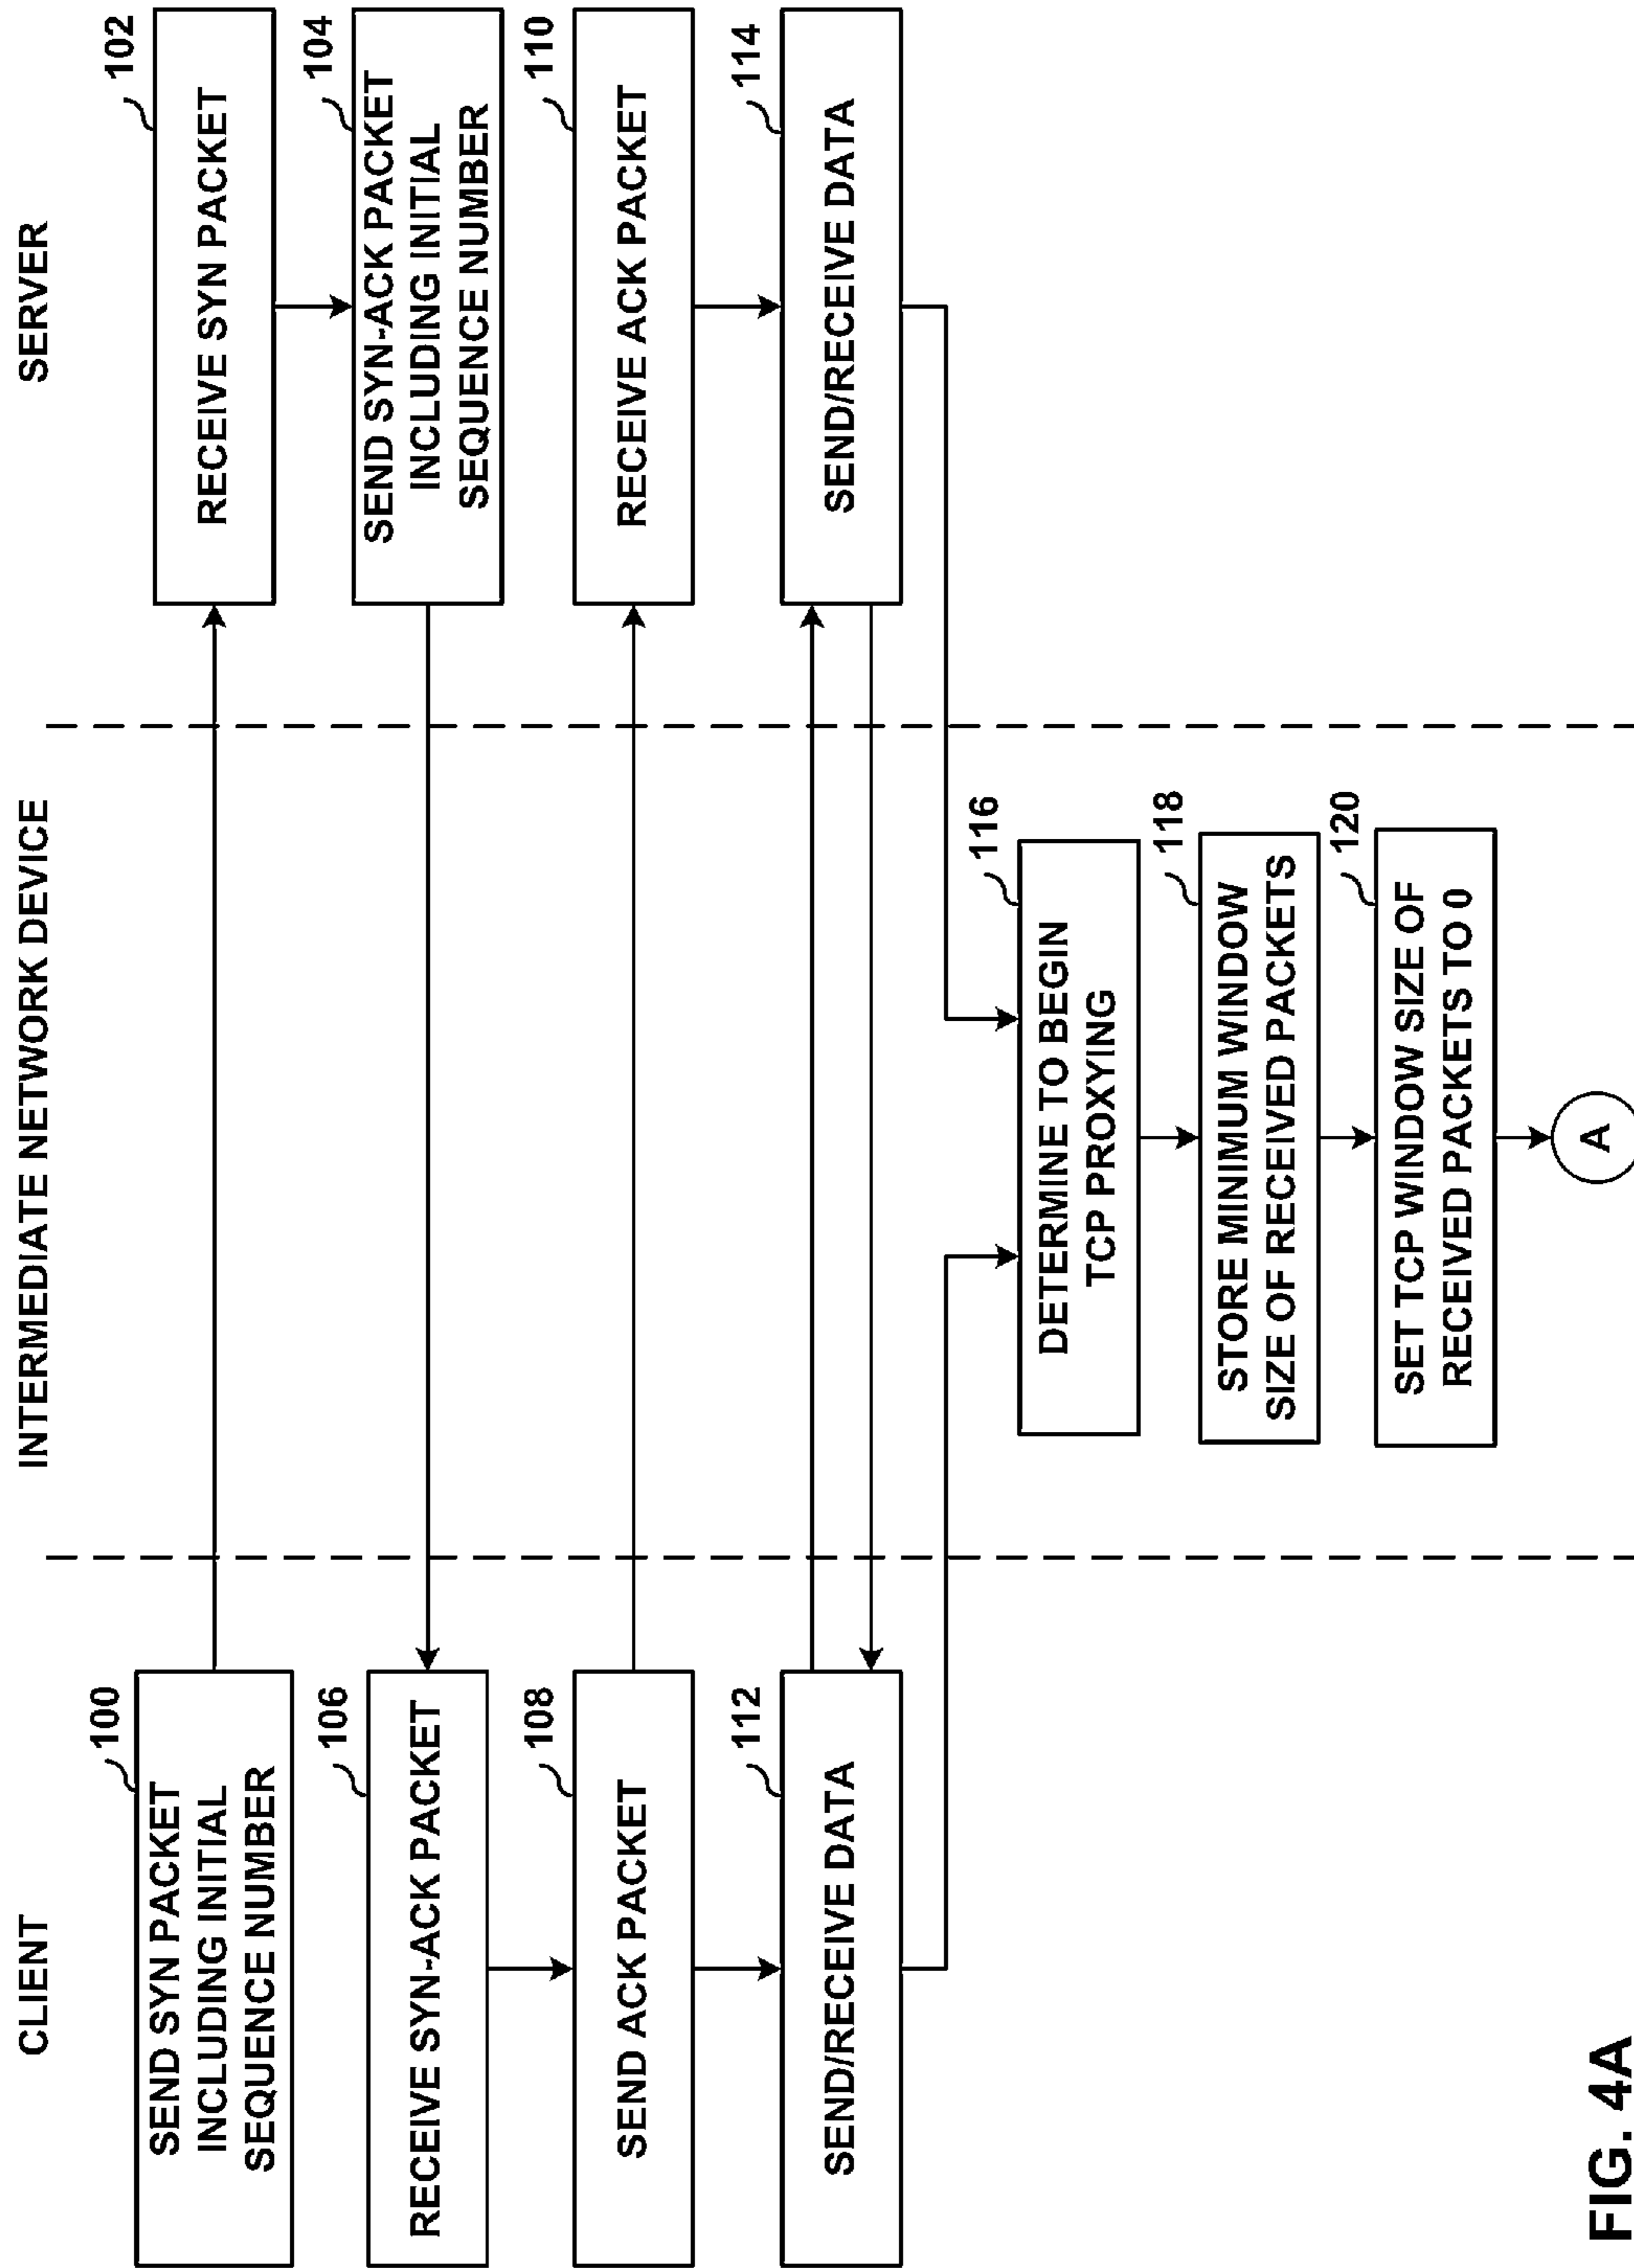 CLIENT
INTERMEDIATE NETWORK DEVICE
SERVER
100
SEND SYN PACKET
INCLUDING INITIAL
SEQUENCE NUMBER
102
RECEIVE SYN PACKET
104
SEND SYN-ACK PACKET
INCLUDING INITIAL
SEQUENCE NUMBER
106
RECEIVE SYN-ACK PACKET
108
SEND ACK PACKET
110
RECEIVE ACK PACKET
112
SEND/RECEIVE DATA
114
SEND/RECEIVE DATA
116
DETERMINE TO BEGIN
TCP PROXYING
118
STORE MINIMUM WINDOW
SIZE OF RECEIVED PACKETS
120
SET TCP WINDOW SIZE OF
RECEIVED PACKETS TO 0
A
FIG. 4A